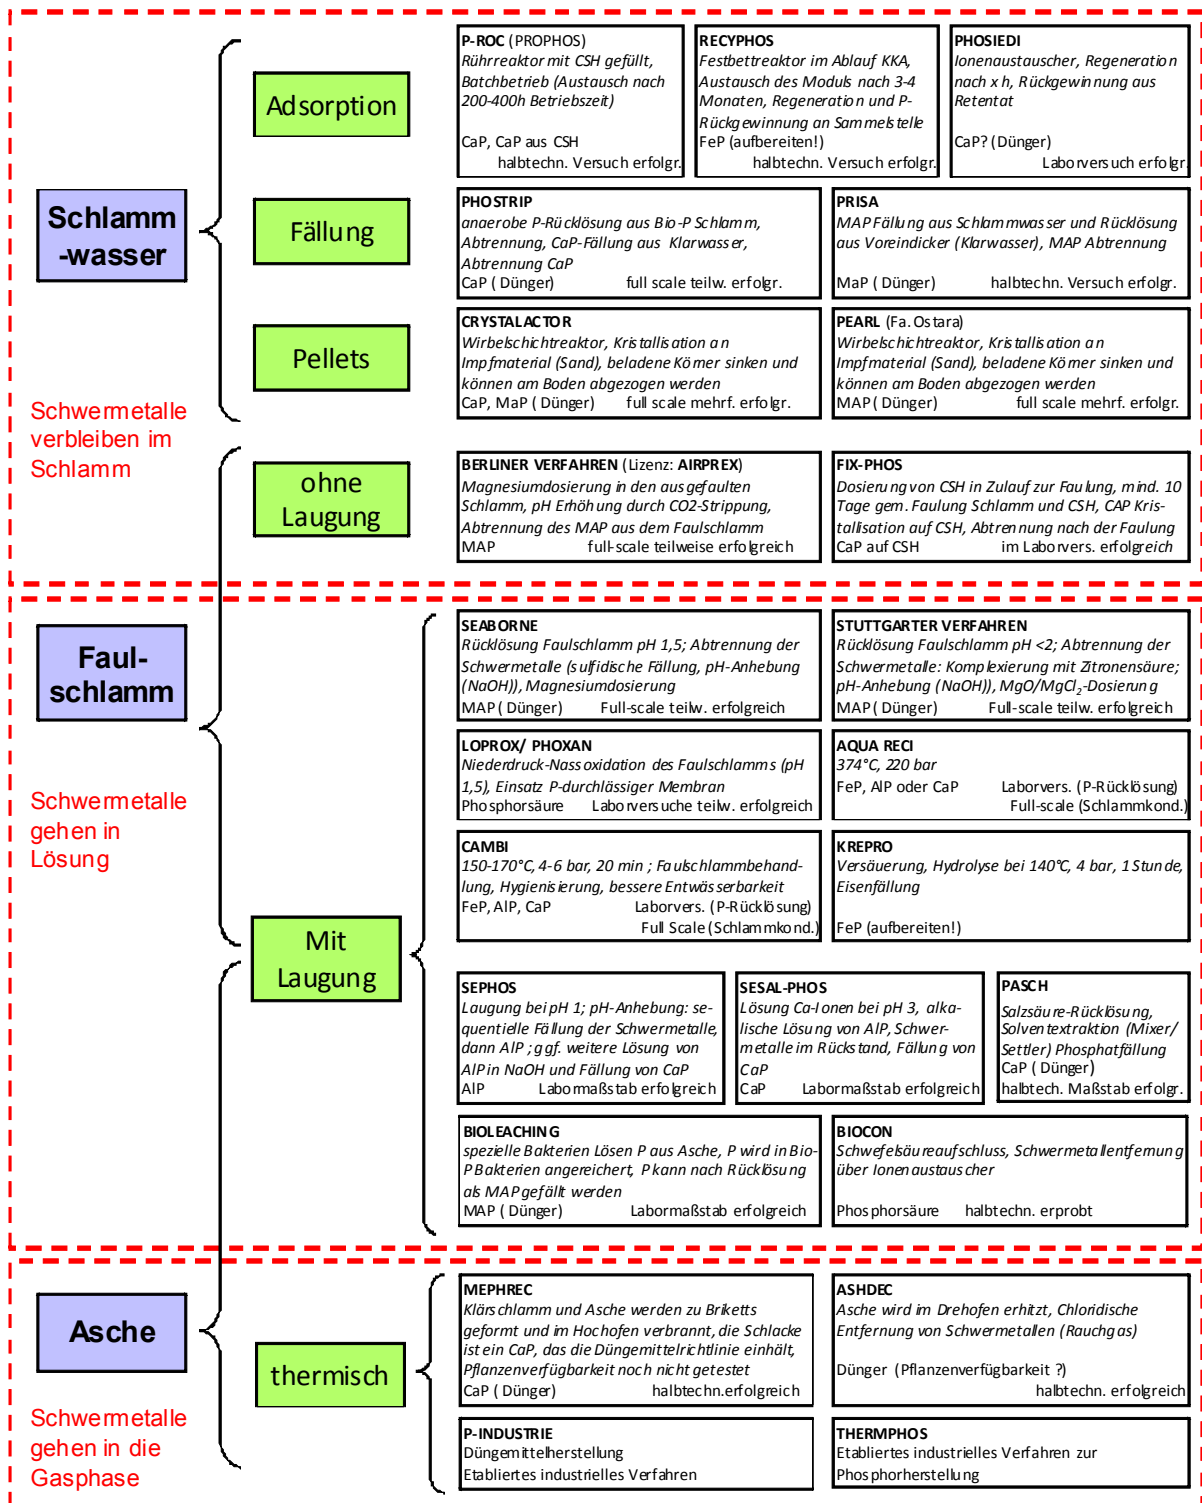 Schlamm
-wasser
Schwermetalle
verbleiben im
Schlamm
Adsorption
P-ROC (PROPHOS)
Rührreaktor mit CSH gefüllt,
Batchbetrieb (Austausch nach
200-400h Betriebszeit)
CaP, CaP aus CSH
halbtechn. Versuch erfolgr.
RECYPHOS
Festbettreaktor im Ablauf KKA,
Austausch des Moduls nach 3-4
Monaten, Regeneration und P-
Rückgewinnung an Sammelstelle
FeP (aufbereiten!)
halbtechn. Versuch erfolgr.
PHOSIEDI
Ionenaustauscher, Regeneration
nach x h, Rückgewinnung aus
Retentat
CaP? (Dünger)
Laborversuch erfolgr.
Fällung
PHOSTRIP
anaerobe P-Rücklösung aus Bio-P Schlamm,
Abtrennung, CaP-Fällung aus Klarwasser,
Abtrennung CaP
CaP ( Dünger) full scale teilw. erfolgr.
PRISA
MAP Fällung aus Schlammwasser und Rücklösung
aus Voreindicker (Klarwasser), MAP Abtrennung
MaP ( Dünger) halbtechn. Versuch erfolgr.
Pellets
CRYSTALACTOR
Wirbelschichtreaktor, Kristallisation an
Impfmaterial (Sand), beladene Körner sinken und
können am Boden abgezogen werden
CaP, MaP ( Dünger) full scale mehrf. erfolgr.
PEARL (Fa. Ostara)
Wirbelschichtreaktor, Kristallisation an
Impfmaterial (Sand), beladene Körner sinken und
können am Boden abgezogen werden
MAP ( Dünger) full scale mehrf. erfolgr.
ohne
Laugung
BERLINER VERFAHREN (Lizenz: AIRPREX)
Magnesiumdosierung in den ausgefaulten
Schlamm, pH Erhöhung durch CO2-Strippung,
Abtrennung des MAP aus dem Faulschlamm
MAP full-scale teilweise erfolgreich
FIX-PHOS
Dosierung von CSH in Zulauf zur Faulung, mind. 10
Tage gem. Faulung Schlamm und CSH, CAP Kris-
tallisation auf CSH, Abtrennung nach der Faulung
CaP auf CSH im Laborvers. erfolgreich
Faul-
schlamm
Schwermetalle
gehen in
Lösung
Mit
Laugung
SEABORNE
Rücklösung Faulschlamm pH 1,5; Abtrennung der
Schwermetalle (sulfidische Fällung, pH-Anhebung
(NaOH)), Magnesiumdosierung
MAP ( Dünger) Full-scale teilw. erfolgreich
STUTTGARTER VERFAHREN
Rücklösung Faulschlamm pH <2; Abtrennung der
Schwermetalle: Komplexierung mit Zitronensäure;
pH-Anhebung (NaOH)), MgO/MgCl₂-Dosierung
MAP ( Dünger) Full-scale teilw. erfolgreich
LOPROX/ PHOXAN
Niederdruck-Nassoxidation des Faulschlamms (pH
1,5), Einsatz P-durchlässiger Membran
Phosphorsäure Laborversuche teilw. erfolgreich
AQUA RECI
374°C, 220 bar
FeP, AlP oder CaP Laborvers. (P-Rücklösung)
Full-scale (Schlammkond.)
CAMBI
150-170°C, 4-6 bar, 20 min ; Faulschlammbehand-
lung, Hygienisierung, bessere Entwässerbarkeit
FeP, AlP, CaP Laborvers. (P-Rücklösung)
Full Scale (Schlammkond.)
KREPRO
Versäuerung, Hydrolyse bei 140°C, 4 bar, 1 Stunde,
Eisenfällung
FeP (aufbereiten!)
SEPHOS
Laugung bei pH 1; pH-Anhebung: se-
quentielle Fällung der Schwermetalle,
dann AlP ; ggf. weitere Lösung von
AlP in NaOH und Fällung von CaP
AlP Labormaßstab erfolgreich
SESAL-PHOS
Lösung Ca-Ionen bei pH 3, alka-
lische Lösung von AlP, Schwer-
metalle im Rückstand, Fällung von
CaP
CaP Labormaßstab erfolgreich
PASCH
Salzsäure-Rücklösung,
Solventextraktion (Mixer/
Settler) Phosphatfällung
CaP ( Dünger)
halbtech. Maßstab erfolgr.
BIOLEACHING
spezielle Bakterien Lösen P aus Asche, P wird in Bio-
P Bakterien angereichert, P kann nach Rücklösung
als MAP gefällt werden
MAP ( Dünger) Labormaßstab erfolgreich
BIOCON
Schwefelsäureaufschluss, Schwermetallentfernung
über Ionenaustauscher
Phosphorsäure halbtechn. erprobt
Asche
Schwermetalle
gehen in die
Gasphase
thermisch
MEPHREC
Klärschlamm und Asche werden zu Briketts
geformt und im Hochofen verbrannt, die Schlacke
ist ein CaP, das die Düngemittelrichtlinie einhält,
Pflanzenverfügbarkeit noch nicht getestet
CaP ( Dünger) halbtechn.erfolgreich
ASHDEC
Asche wird im Drehofen erhitzt, Chloridische
Entfernung von Schwermetallen (Rauchgas)
Dünger (Pflanzenverfügbarkeit ?)
halbtechn. erfolgreich
P-INDUSTRIE
Düngemittelherstellung
Etabliertes industrielles Verfahren
THERMPHOS
Etabliertes industrielles Verfahren zur
Phosphorherstellung